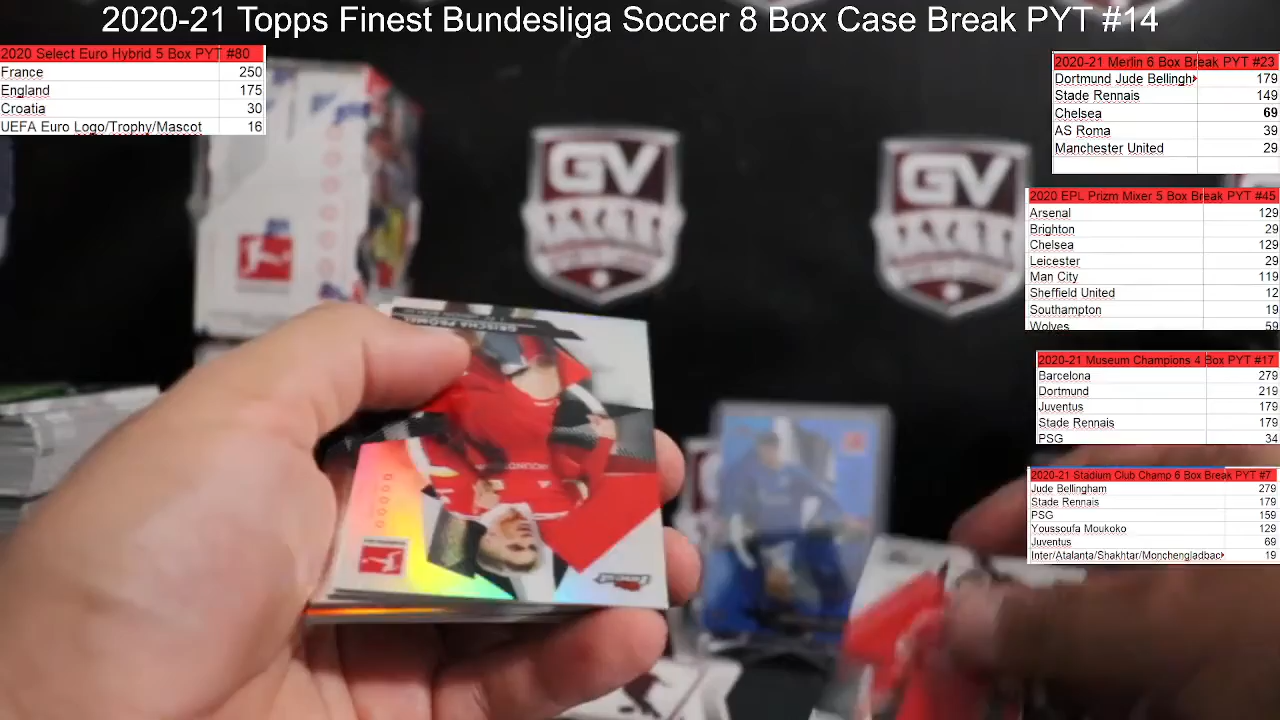 2020-21 Topps Finest Bundesliga Soccer 8 Box Case Break PYT #14
2020 Select Euro Hybrid 5 Box PYT #80
France 250
England 175
Croatia 30
UEFA Euro Logo/Trophy/Mascot 16
2020-21 Merlin 6 Box Break PYT #23
Dortmund Jude Bellingh 179
Stade Rennais 149
Chelsea 69
AS Roma 39
Manchester United 29
2020 EPL Prizm Mixer 5 Box Break PYT #45
Arsenal 129
Brighton 29
Chelsea 129
Leicester 29
Man City 119
Sheffield United 12
Southampton 19
Wolves 59
2020-21 Museum Champions 4 Box PYT #17
Barcelona 279
Dortmund 219
Juventus 179
Stade Rennais 179
PSG 34
2020-21 Stadium Club Champ 6 Box Break PYT #7
Jude Bellingham 279
Stade Rennais 179
PSG 159
Youssoufa Moukoko 129
Juventus 69
Inter/Atalanta/Shakhtar/Monchengladbac 19
GV
GV
Finest